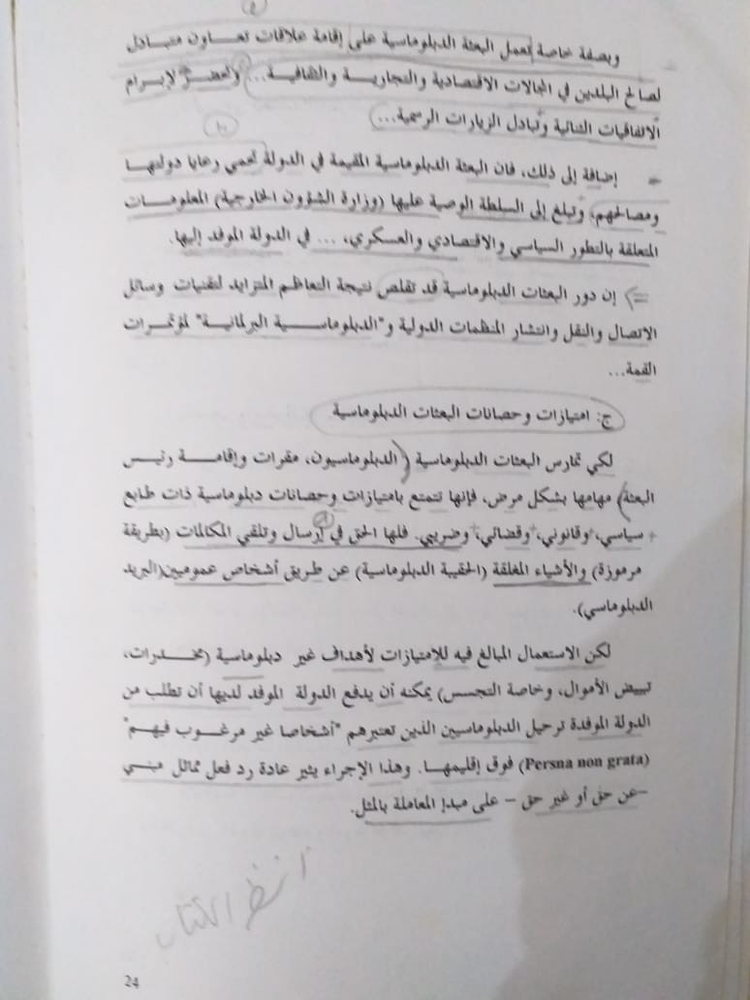 وبصفة خاصة تعمل البعثة الدبلوماسية على إقامة علاقات تعاون متبادل
لصالح البلدين في المجالات الاقتصادية والتجارية والثقافية... وتحضر لإبرام
الاتفاقيات الثنائية وتبادل الزيارات الرسمية...
إضافة إلى ذلك، فان البعثة الدبلوماسية المقيمة في الدولة تحمي رعايا دولتها
ومصالحهم، وتبلغ إلى السلطة الوصية عليها (وزارة الشؤون الخارجية) المعلومات
المتعلقة بالتطور السياسي والاقتصادي والعسكري، ... في الدولة الموفد إليها.
إن دور البعثات الدبلوماسية قد تقلص نتيجة التعاظم المتزايد لتقنيات وسائل
الاتصال والنقل وانتشار المنظمات الدولية و"الدبلوماسية البرلمانية" لمؤتمرات
القمة...
ج: امتيازات وحصانات البعثات الدبلوماسية
لكي تمارس البعثات الدبلوماسية (الدبلوماسيون، مقرات وإقامة رئيس
البعثة) مهامها بشكل مرض، فإنها تتمتع بامتيازات وحصانات دبلوماسية ذات طابع
سياسي، وقانوني، وقضائي، وضريبي. فلها الحق في إرسال وتلقي المكالمات (بطريقة
مرموزة) والأشياء المغلقة (الحقيبة الدبلوماسية) عن طريق أشخاص عموميين(البريد
الدبلوماسي).
لكن الاستعمال المبالغ فيه للامتيازات لأهداف غير دبلوماسية (مخدرات،
تبييض الأموال، وخاصة التجسس) يمكنه أن يدفع الدولة الموفد لديها أن تطلب من
الدولة الموفدة ترحيل الدبلوماسيين الذين تعتبرهم "أشخاصا غير مرغوب فيهم"
(Persna non grata) فوق إقليمها. وهذا الإجراء يثير عادة رد فعل مماثل مبني
-عن حق أو غير حق - على مبدإ المعاملة بالمثل.
انظر الكتاب
24